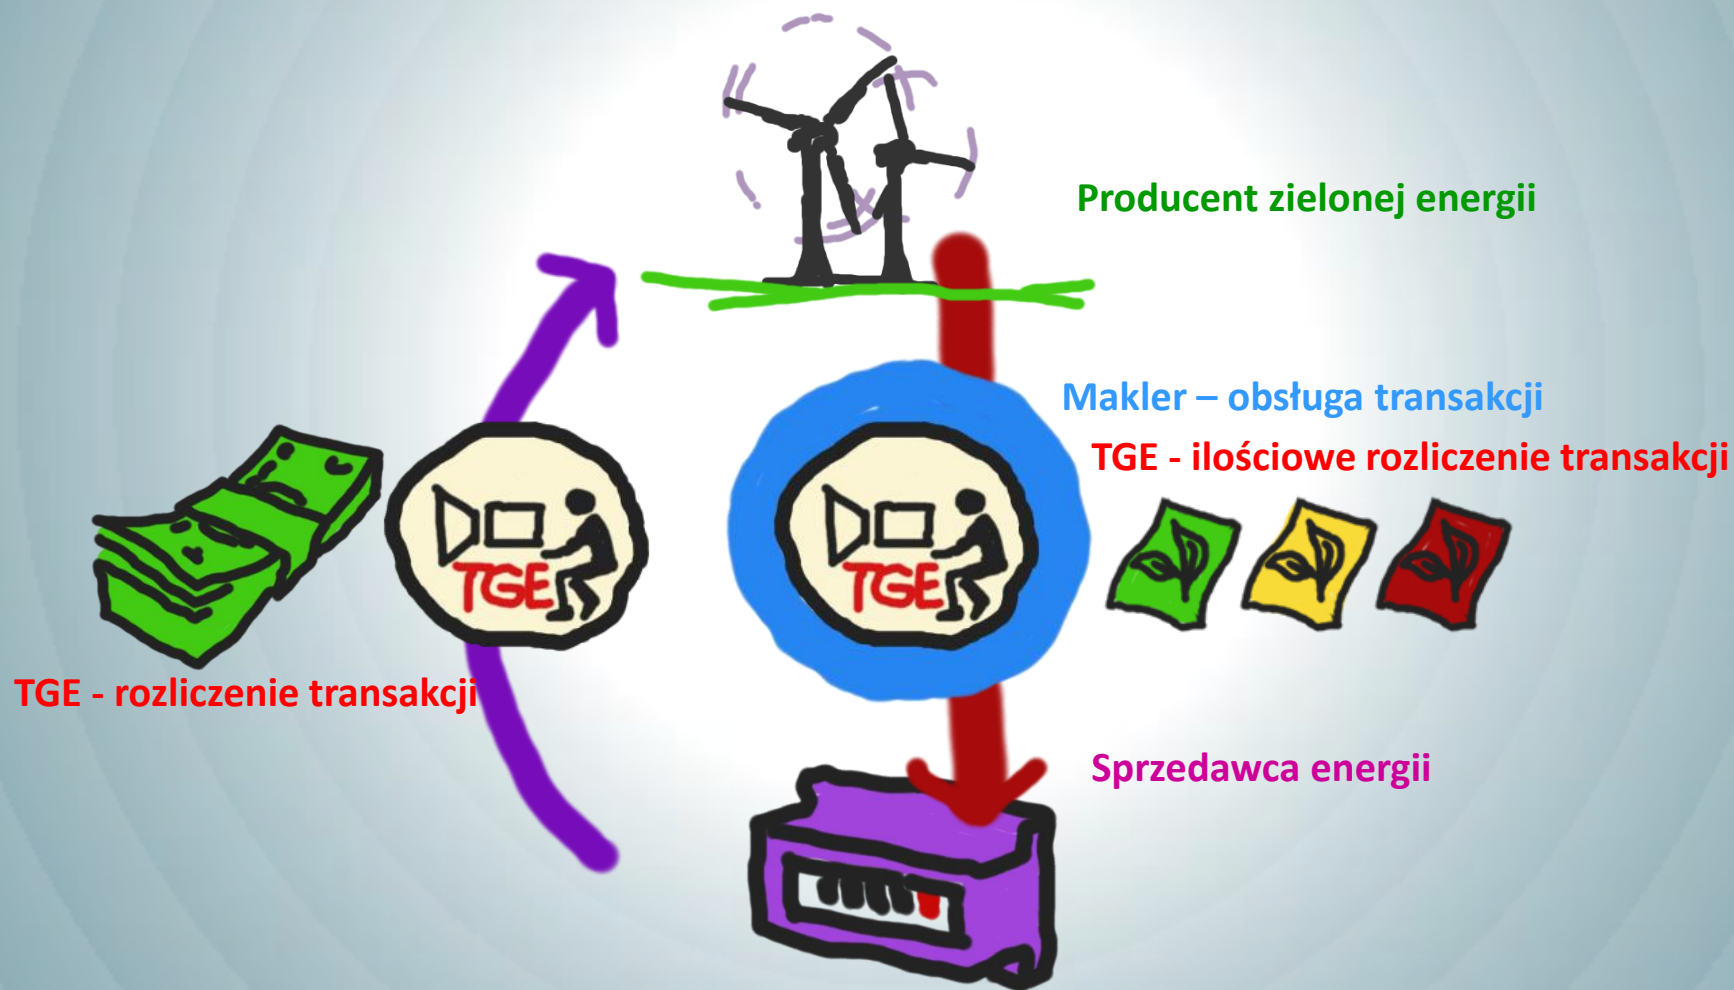 Producent zielonej energii
Makler – obsługa transakcji
TGE - ilościowe rozliczenie transakcji
TGE
TGE
TGE - rozliczenie transakcji
Sprzedawca energii